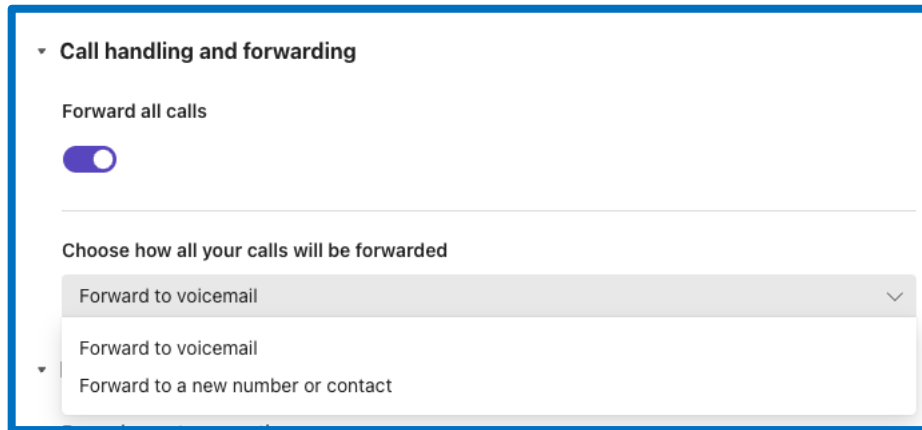 Call handling and forwarding
Forward all calls
Choose how all your calls will be forwarded
Forward to voicemail
Forward to voicemail
Forward to a new number or contact